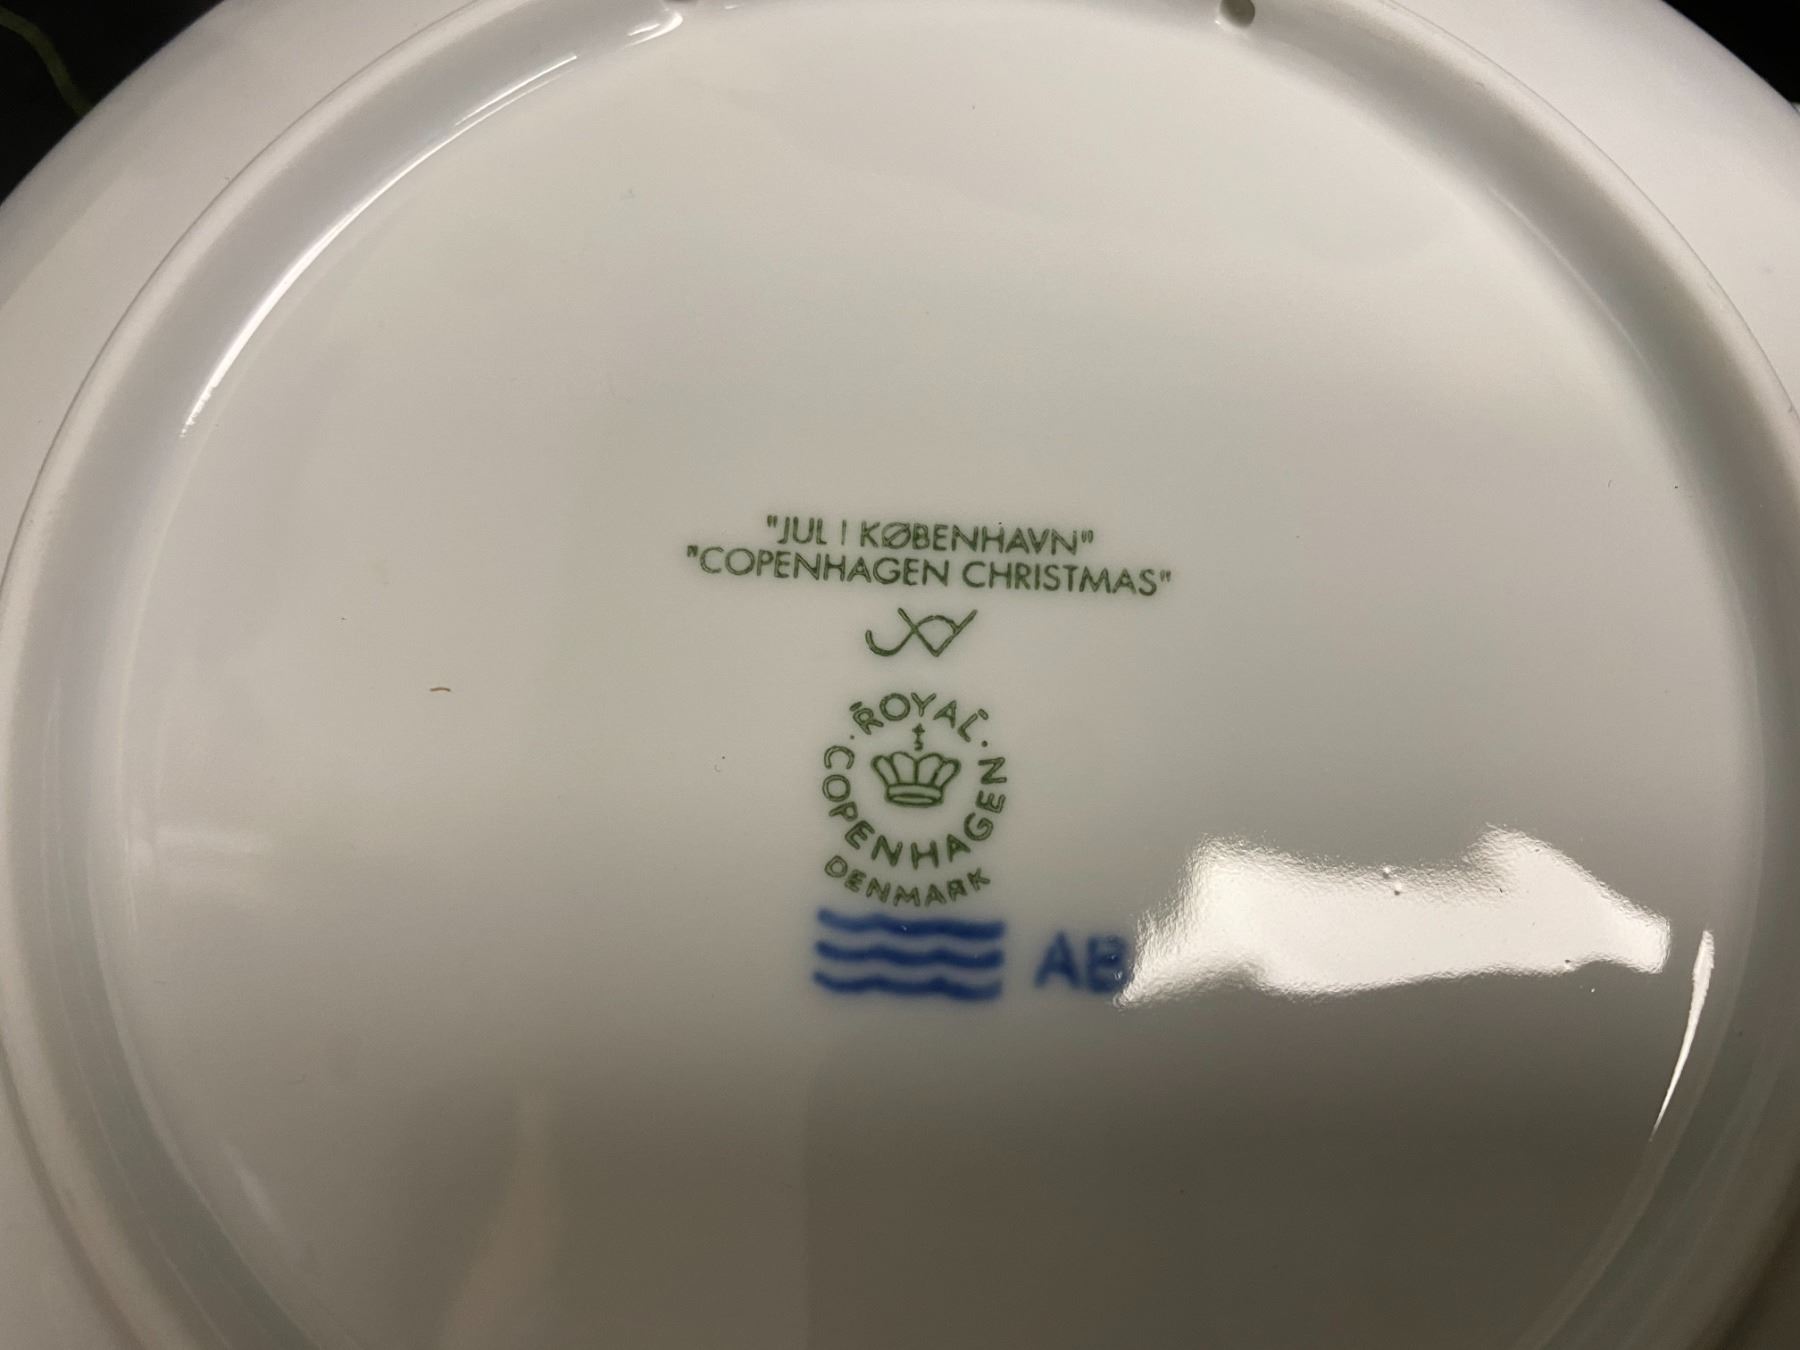 "JUL I KØBENHAVN"
"COPENHAGEN CHRISTMAS"
ROYAL
COPENHAGEN
DENMARK
AB